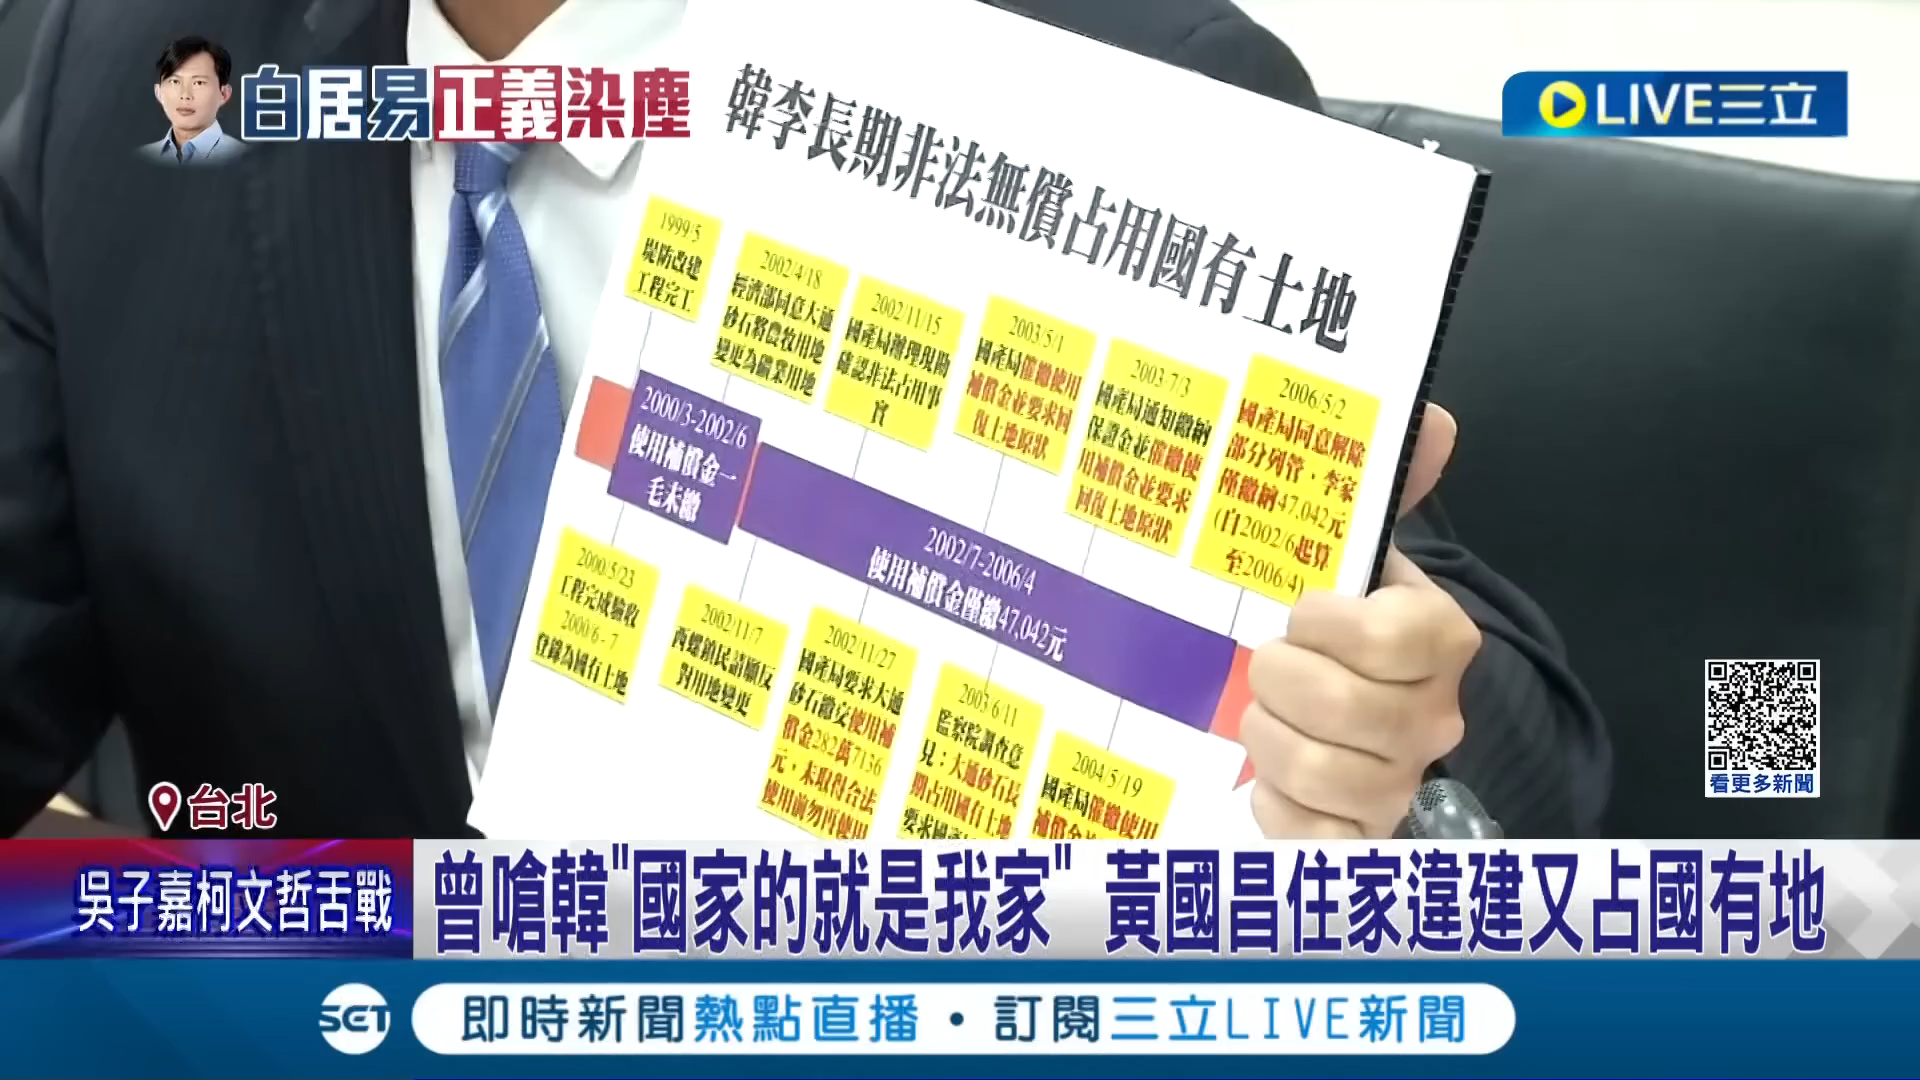 白居易正義染塵
LIVE三立
韓李長期非法無償占用國有土地
1999/5
堤防改建
工程完工
2002/4/18
經濟部同意大通
砂石將農牧用地
變更為礦業用地
2002/11/15
國產局辦理現勘
確認非法占用事
實
2003/5/1
國產局催繳使用
補償金並要求回
復土地原狀
2003/7/3
國產局通知繳納
保證金並催繳使
用補償金並要求
回復土地原狀
2006/5/2
國產局同意解除
部分列管，李家
僅繳納47,042元
(自2002/6起算
至2006/4)
2000/3-2002/6
使用補償金一
毛未繳
2002/7-2006/4
使用補償金僅繳47,042元
2000/5/23
工程完成驗收
2000/6-7
登錄為國有土地
2002/11/7
西螺鎮民請願反
對用地變更
2002/11/27
國產局要求大通
砂石繳交使用補
償金282萬7136
元，未取得合法
使用前勿再使用
2003/6/11
監察院調查意
見：大通砂石長
期占用國有土地
要求國產
2004/5/19
國產局催繳使用
補償金
看更多新聞
台北
吳子嘉柯文哲舌戰
曾嗆韓"國家的就是我家" 黃國昌住家違建又占國有地
SET
即時新聞熱點直播・訂閱三立LIVE新聞